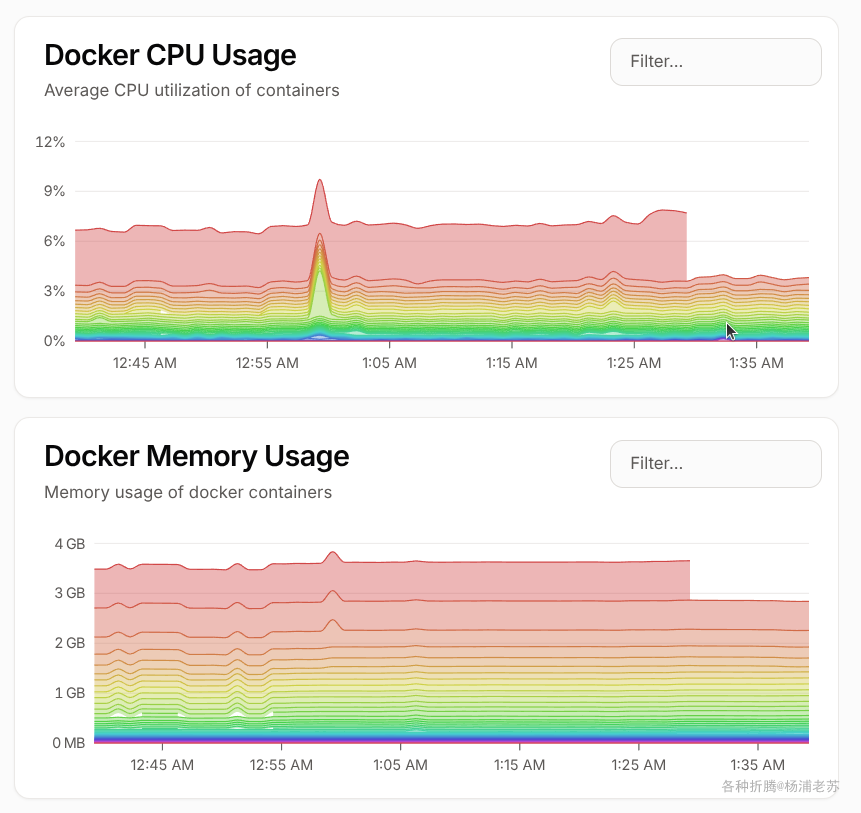 Docker CPU Usage
Filter...
Average CPU utilization of containers
12%
9%
6%
3%
0%
12:45 AM 12:55 AM 1:05 AM 1:15 AM 1:25 AM 1:35 AM
Docker Memory Usage
Filter...
Memory usage of docker containers
4 GB
3 GB
2 GB
1 GB
0 MB
12:45 AM 12:55 AM 1:05 AM 1:15 AM 1:25 AM 1:35 AM
各种折腾@杨浦老苏